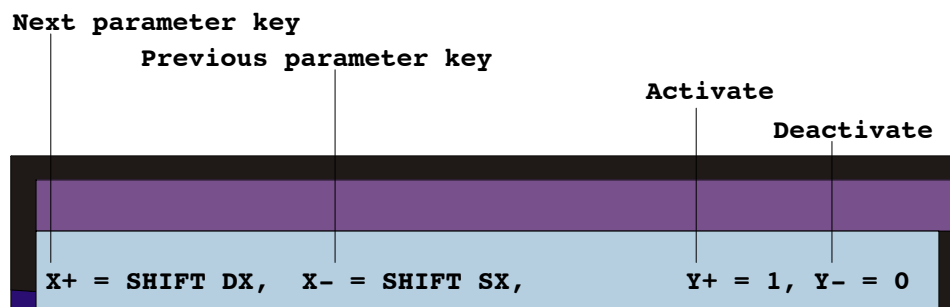 Next parameter key
Previous parameter key
Activate
Deactivate
X+ = SHIFT DX, X- = SHIFT SX, Y+ = 1, Y- = 0